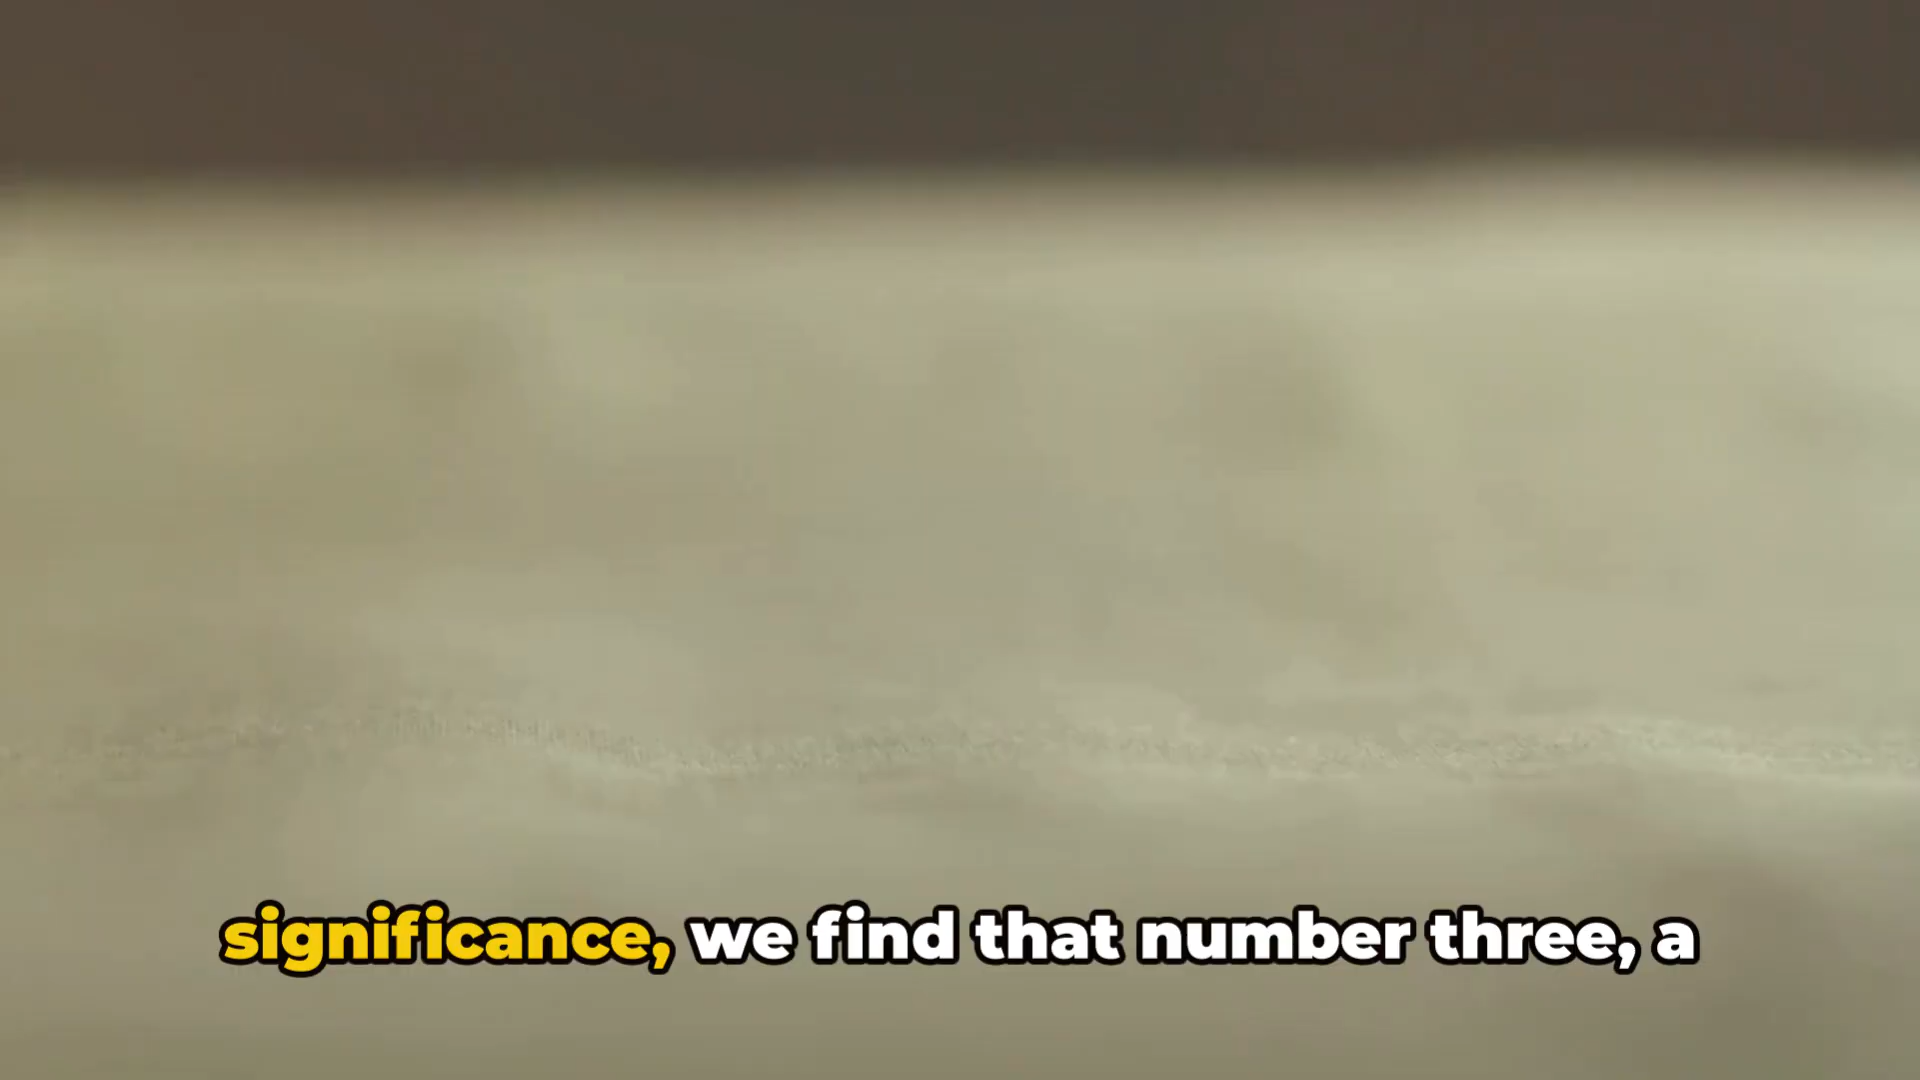 significance, we find that number three, a